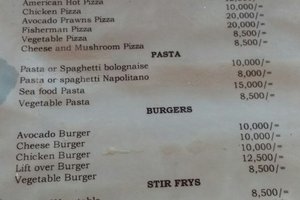 American Hot Pizza
Chicken Pizza 10,000/=
Avocado Prawns Pizza 20,000/=
Fisherman Pizza 20,000/=
Vegetable Pizza 8,500/=
Cheese and Mushroom Pizza 8,500/=
PASTA
Pasta or Spaghetti bolognaise 10,000/=
Pasta or spaghetti Napolitano 8,000/=
Sea food Pasta 15,000/=
Vegetable Pasta 8,500/=
BURGERS
Avocado Burger 10,000/=
Cheese Burger 10,000/=
Chicken Burger 10,000/=
Lift over Burger 12,500/=
Vegetable Burger 8,500/=
STIR FRYS
8,500/=